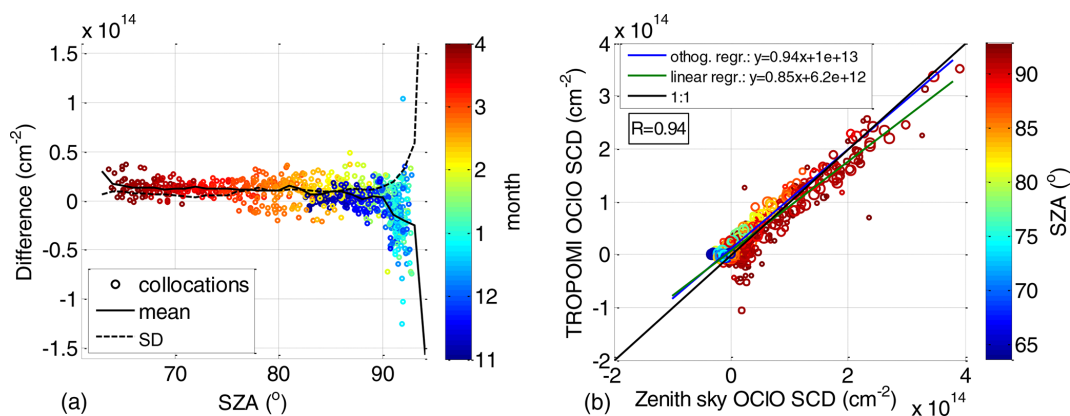 x 10^14
1
0.5
0
-0.5
-1
-1.5
Difference (cm^-2)
collocations
mean
SD
70
80
90
(a)
SZA (°)
4
3
2
1
12
11
month
x 10^14
4
3
2
1
0
-1
-2
TROPOMI OClO SCD (cm^-2)
othog. regr.: y=0.94x+1e+13
linear regr.: y=0.85x+6.2e+12
1:1
R=0.94
-2
0
2
4
(b)
Zenith sky OClO SCD (cm^-2)
x 10^14
90
85
80
75
70
65
SZA (°)